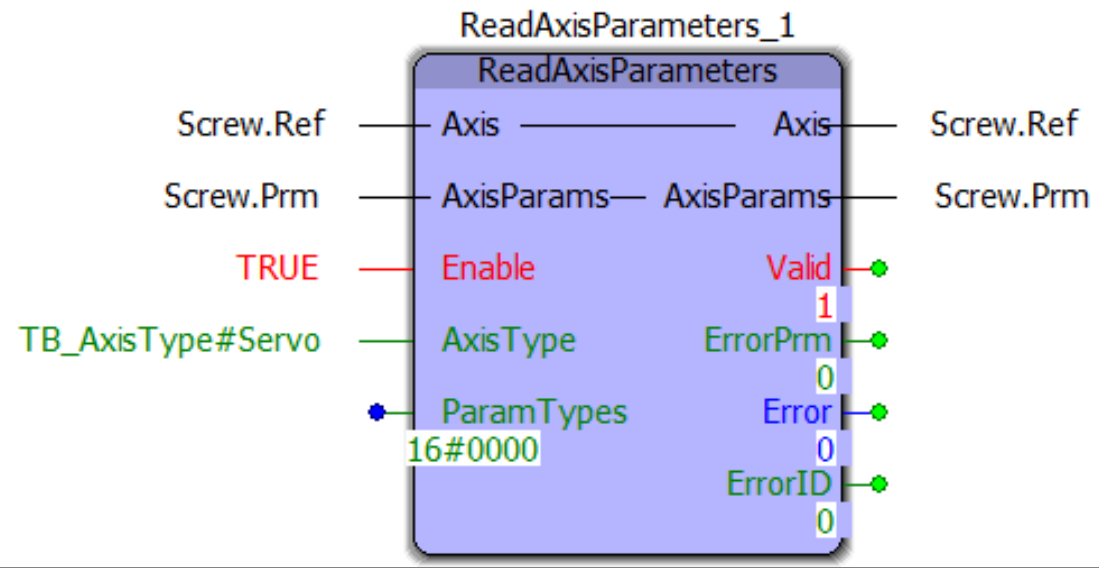 ReadAxisParameters_1
ReadAxisParameters
Screw.Ref Axis Axis Screw.Ref
Screw.Prm AxisParams AxisParams Screw.Prm
TRUE Enable Valid
1
TB_AxisType#Servo AxisType ErrorPrm
0
ParamTypes Error
16#0000 0
ErrorID
0